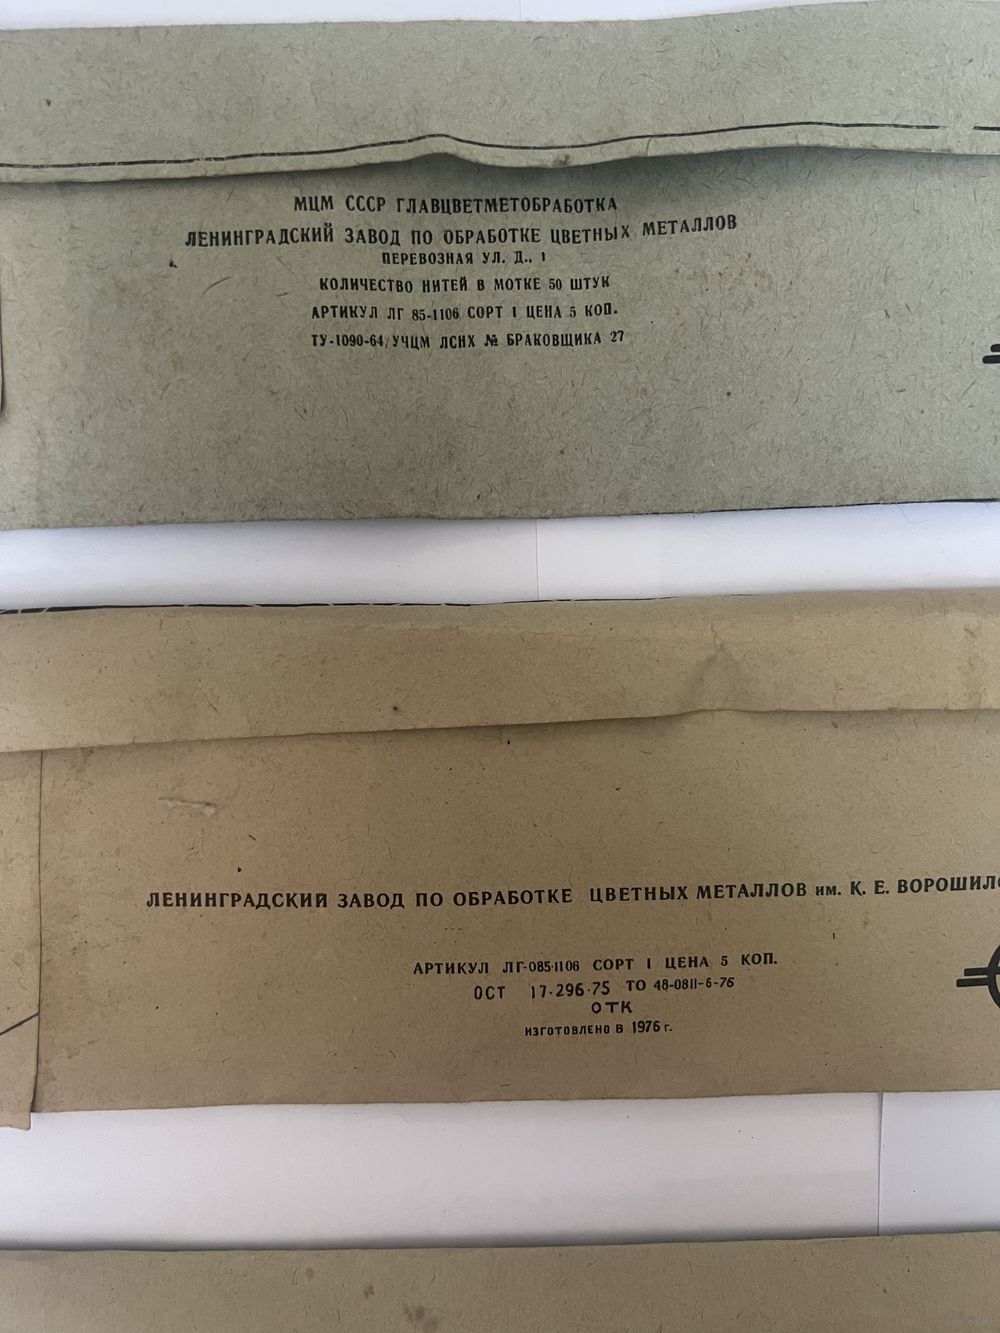 МЦМ СССР ГЛАВЦВЕТМЕТОБРАБОТКА
ЛЕНИНГРАДСКИЙ ЗАВОД ПО ОБРАБОТКЕ ЦВЕТНЫХ МЕТАЛЛОВ
ПЕРЕВОЗНАЯ УЛ. Д., 1
КОЛИЧЕСТВО НИТЕЙ В МОТКЕ 50 ШТУК
АРТИКУЛ ЛГ 85-1106 СОРТ 1 ЦЕНА 5 КОП.
ТУ-1090-64/УЧЦМ ЛСНХ № БРАКОВЩИКА 27
ЛЕНИНГРАДСКИЙ ЗАВОД ПО ОБРАБОТКЕ ЦВЕТНЫХ МЕТАЛЛОВ им. К. Е. ВОРОШИЛО
АРТИКУЛ ЛГ-085-1106 СОРТ 1 ЦЕНА 5 КОП.
ОСТ 17-296-75 ТО 48-0811-6-76
ОТК
ИЗГОТОВЛЕНО В 1976 г.